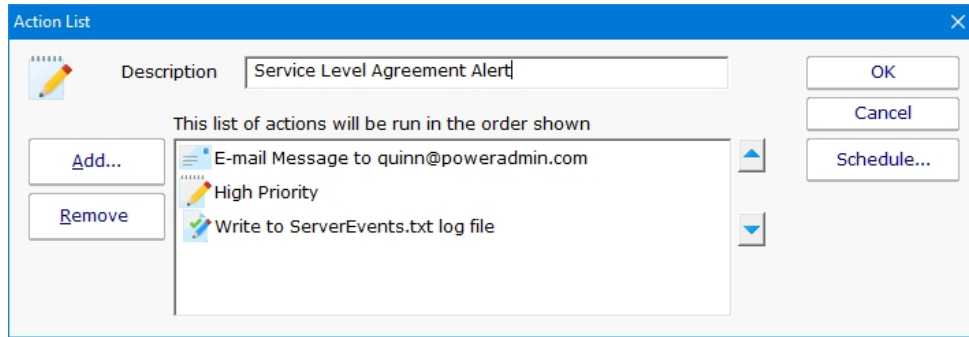 Action List
Description
Service Level Agreement Alert
OK
Cancel
Schedule...
This list of actions will be run in the order shown
Add...
Remove
E-mail Message to quinn@poweradmin.com
High Priority
Write to ServerEvents.txt log file